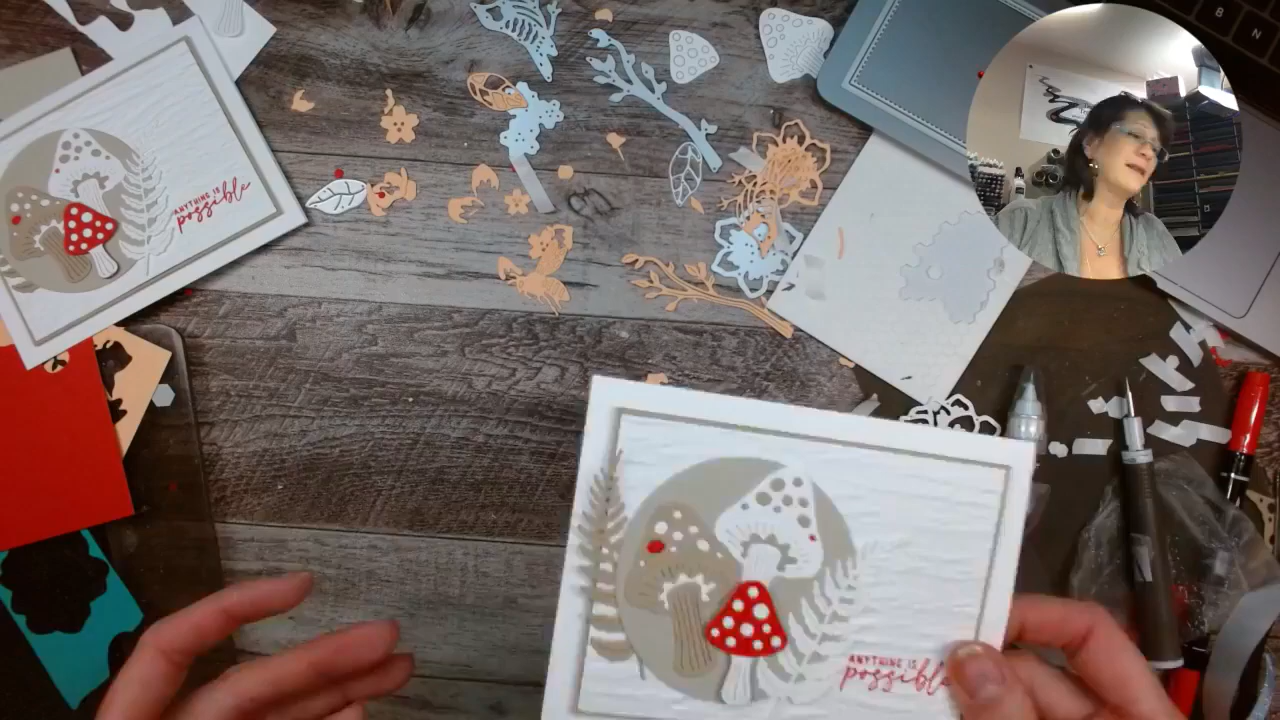 ANYTHING IS
possible
ANYTHING IS
possible
B
N